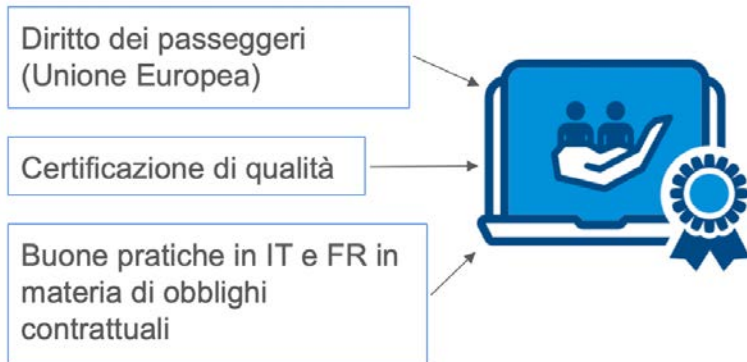 Diritto dei passeggeri
(Unione Europea)
Certificazione di qualità
Buone pratiche in IT e FR in
materia di obblighi
contrattuali